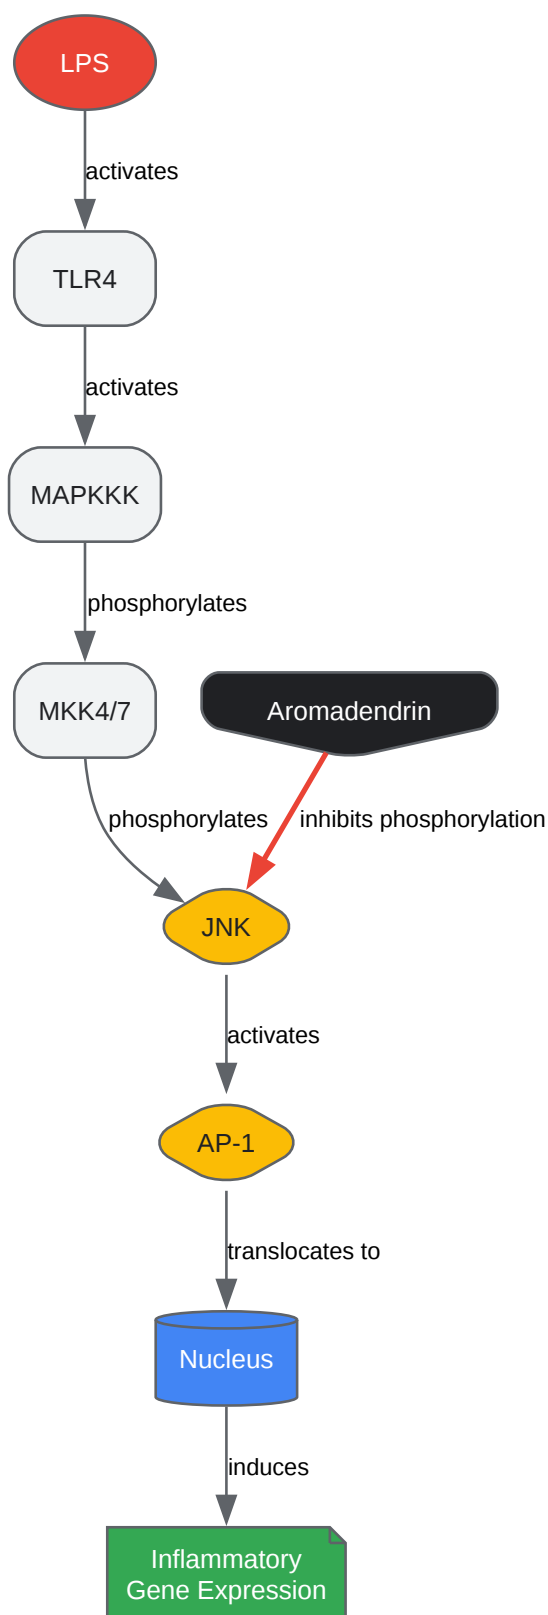 LPS
activates
TLR4
activates
MAPKKK
phosphorylates
MKK4/7
Aromadendrin
phosphorylates
inhibits phosphorylation
JNK
activates
AP-1
translocates to
Nucleus
induces
Inflammatory
Gene Expression